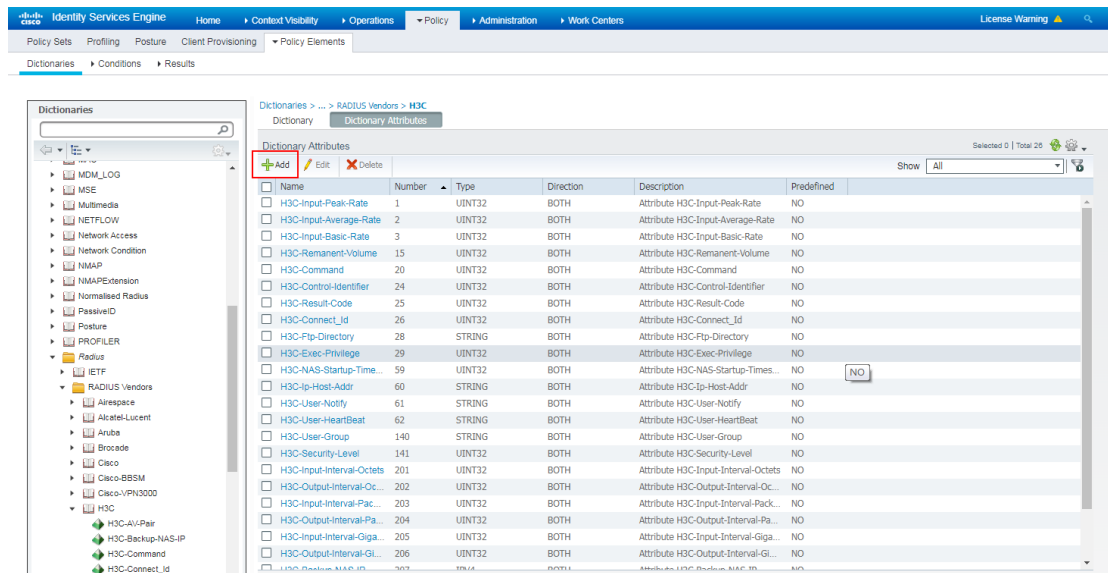 cisco Identity Services Engine Home Context Visibility Operations Policy Administration Work Centers License Warning
Policy Sets Profiling Posture Client Provisioning Policy Elements
Dictionaries Conditions Results
Dictionaries
MDM_LOG
MSE
Multimedia
NETFLOW
Network Access
Network Condition
NMAP
NMAPExtension
Normalised Radius
PassiveID
Posture
PROFILER
Radius
IETF
RADIUS Vendors
Airespace
Alcatel-Lucent
Aruba
Brocade
Cisco
Cisco-BBSM
Cisco-VPN3000
H3C
H3C-AV-Pair
H3C-Backup-NAS-IP
H3C-Command
H3C-Connect_Id
Dictionaries > ... > RADIUS Vendors > H3C
Dictionary Dictionary Attributes
Dictionary Attributes Selected 0 | Total 26
Add Edit Delete Show All
Name Number Type Direction Description Predefined
H3C-Input-Peak-Rate 1 UINT32 BOTH Attribute H3C-Input-Peak-Rate NO
H3C-Input-Average-Rate 2 UINT32 BOTH Attribute H3C-Input-Average-Rate NO
H3C-Input-Basic-Rate 3 UINT32 BOTH Attribute H3C-Input-Basic-Rate NO
H3C-Remanent-Volume 15 UINT32 BOTH Attribute H3C-Remanent-Volume NO
H3C-Command 20 UINT32 BOTH Attribute H3C-Command NO
H3C-Control-Identifier 24 UINT32 BOTH Attribute H3C-Control-Identifier NO
H3C-Result-Code 25 UINT32 BOTH Attribute H3C-Result-Code NO
H3C-Connect_Id 26 UINT32 BOTH Attribute H3C-Connect_Id NO
H3C-Ftp-Directory 28 STRING BOTH Attribute H3C-Ftp-Directory NO
H3C-Exec-Privilege 29 UINT32 BOTH Attribute H3C-Exec-Privilege NO
H3C-NAS-Startup-Time... 59 UINT32 BOTH Attribute H3C-NAS-Startup-Times... NO
NO
H3C-Ip-Host-Addr 60 STRING BOTH Attribute H3C-Ip-Host-Addr NO
H3C-User-Notify 61 STRING BOTH Attribute H3C-User-Notify NO
H3C-User-HeartBeat 62 STRING BOTH Attribute H3C-User-HeartBeat NO
H3C-User-Group 140 STRING BOTH Attribute H3C-User-Group NO
H3C-Security-Level 141 UINT32 BOTH Attribute H3C-Security-Level NO
H3C-Input-Interval-Octets 201 UINT32 BOTH Attribute H3C-Input-Interval-Octets NO
H3C-Output-Interval-Oc... 202 UINT32 BOTH Attribute H3C-Output-Interval-Oc... NO
H3C-Input-Interval-Pac... 203 UINT32 BOTH Attribute H3C-Input-Interval-Pack... NO
H3C-Output-Interval-Pa... 204 UINT32 BOTH Attribute H3C-Output-Interval-Pa... NO
H3C-Input-Interval-Giga... 205 UINT32 BOTH Attribute H3C-Input-Interval-Giga... NO
H3C-Output-Interval-Gi... 206 UINT32 BOTH Attribute H3C-Output-Interval-Gi... NO
H3C-Backup-NAS-IP 207 IPV4 BOTH Attribute H3C-Backup-NAS-IP NO